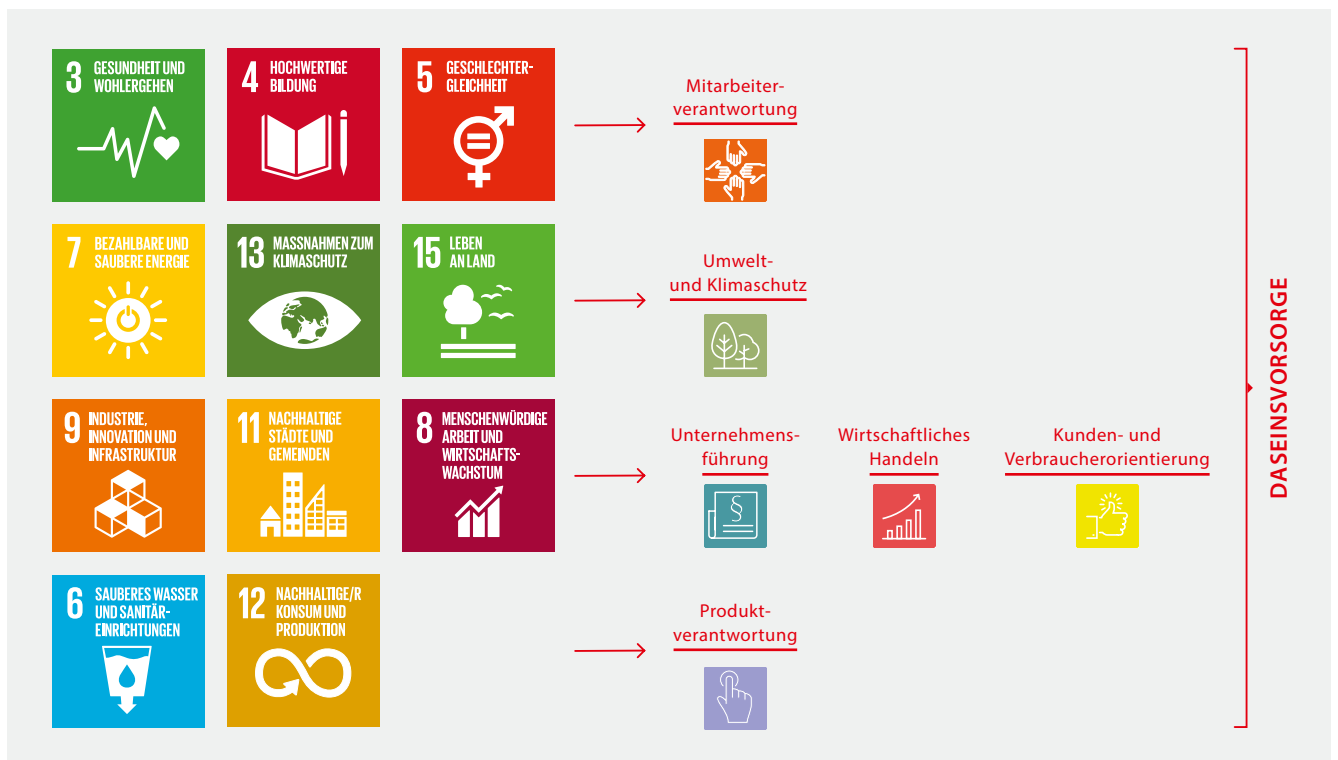 3 GESUNDHEIT UND
WOHLERGEHEN
4 HOCHWERTIGE
BILDUNG
5 GESCHLECHTER-
GLEICHHEIT
Mitarbeiter-
verantwortung
7 BEZAHLBARE UND
SAUBERE ENERGIE
13 MASSNAHMEN ZUM
KLIMASCHUTZ
15 LEBEN
AN LAND
Umwelt-
und Klimaschutz
9 INDUSTRIE,
INNOVATION UND
INFRASTRUKTUR
11 NACHHALTIGE
STÄDTE UND
GEMEINDEN
8 MENSCHENWÜRDIGE
ARBEIT UND
WIRTSCHAFTS-
WACHSTUM
Unternehmens-
führung
§
Wirtschaftliches
Handeln
Kunden- und
Verbraucherorientierung
6 SAUBERES WASSER
UND SANITÄR-
EINRICHTUNGEN
12 NACHHALTIGE/R
KONSUM UND
PRODUKTION
Produkt-
verantwortung
DASEINSVORSORGE